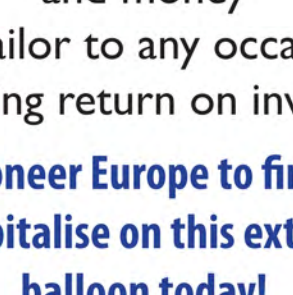 and money
ailor to any occa
ng return on inv
oneer Europe to fin
pitalise on this ext
balloon today!